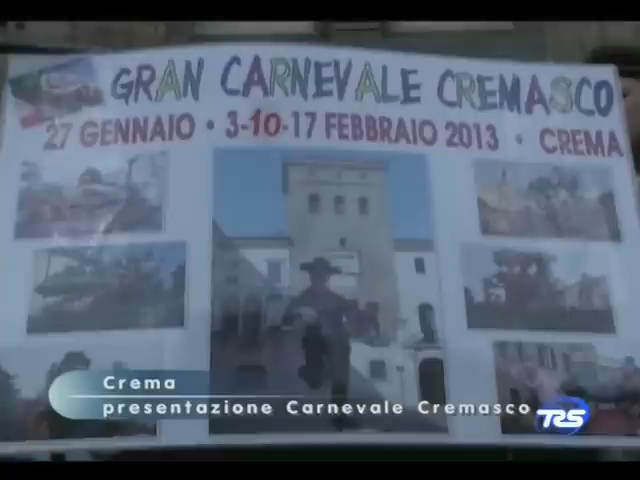 GRAN CARNEVALE CREMASCO
27 GENNAIO • 3-10-17 FEBBRAIO 2013 • CREMA
Crema
presentazione Carnevale Cremasco
TRS